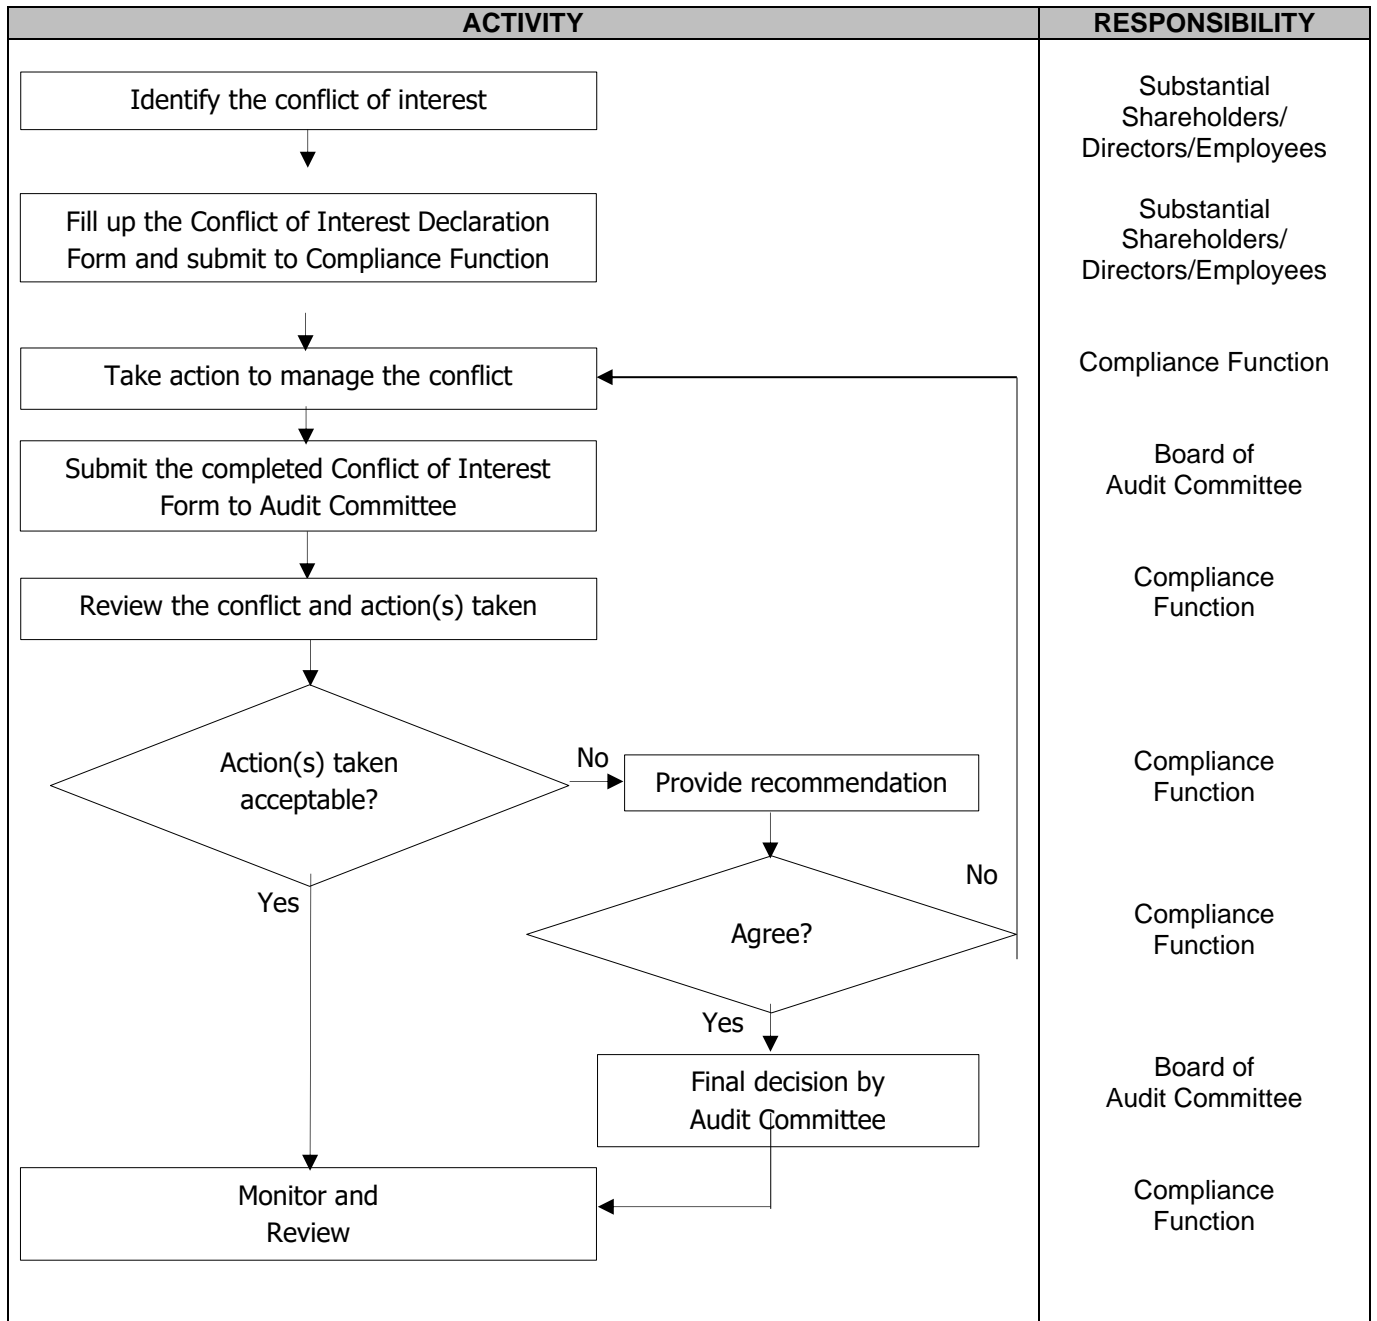 ACTIVITY
RESPONSIBILITY
Identify the conflict of interest
Substantial
Shareholders/
Directors/Employees
Fill up the Conflict of Interest Declaration
Form and submit to Compliance Function
Substantial
Shareholders/
Directors/Employees
Take action to manage the conflict
Compliance Function
Submit the completed Conflict of Interest
Form to Audit Committee
Board of
Audit Committee
Review the conflict and action(s) taken
Compliance
Function
Action(s) taken
acceptable?
No
Provide recommendation
Compliance
Function
Yes
Agree?
No
Compliance
Function
Yes
Final decision by
Audit Committee
Board of
Audit Committee
Monitor and
Review
Compliance
Function